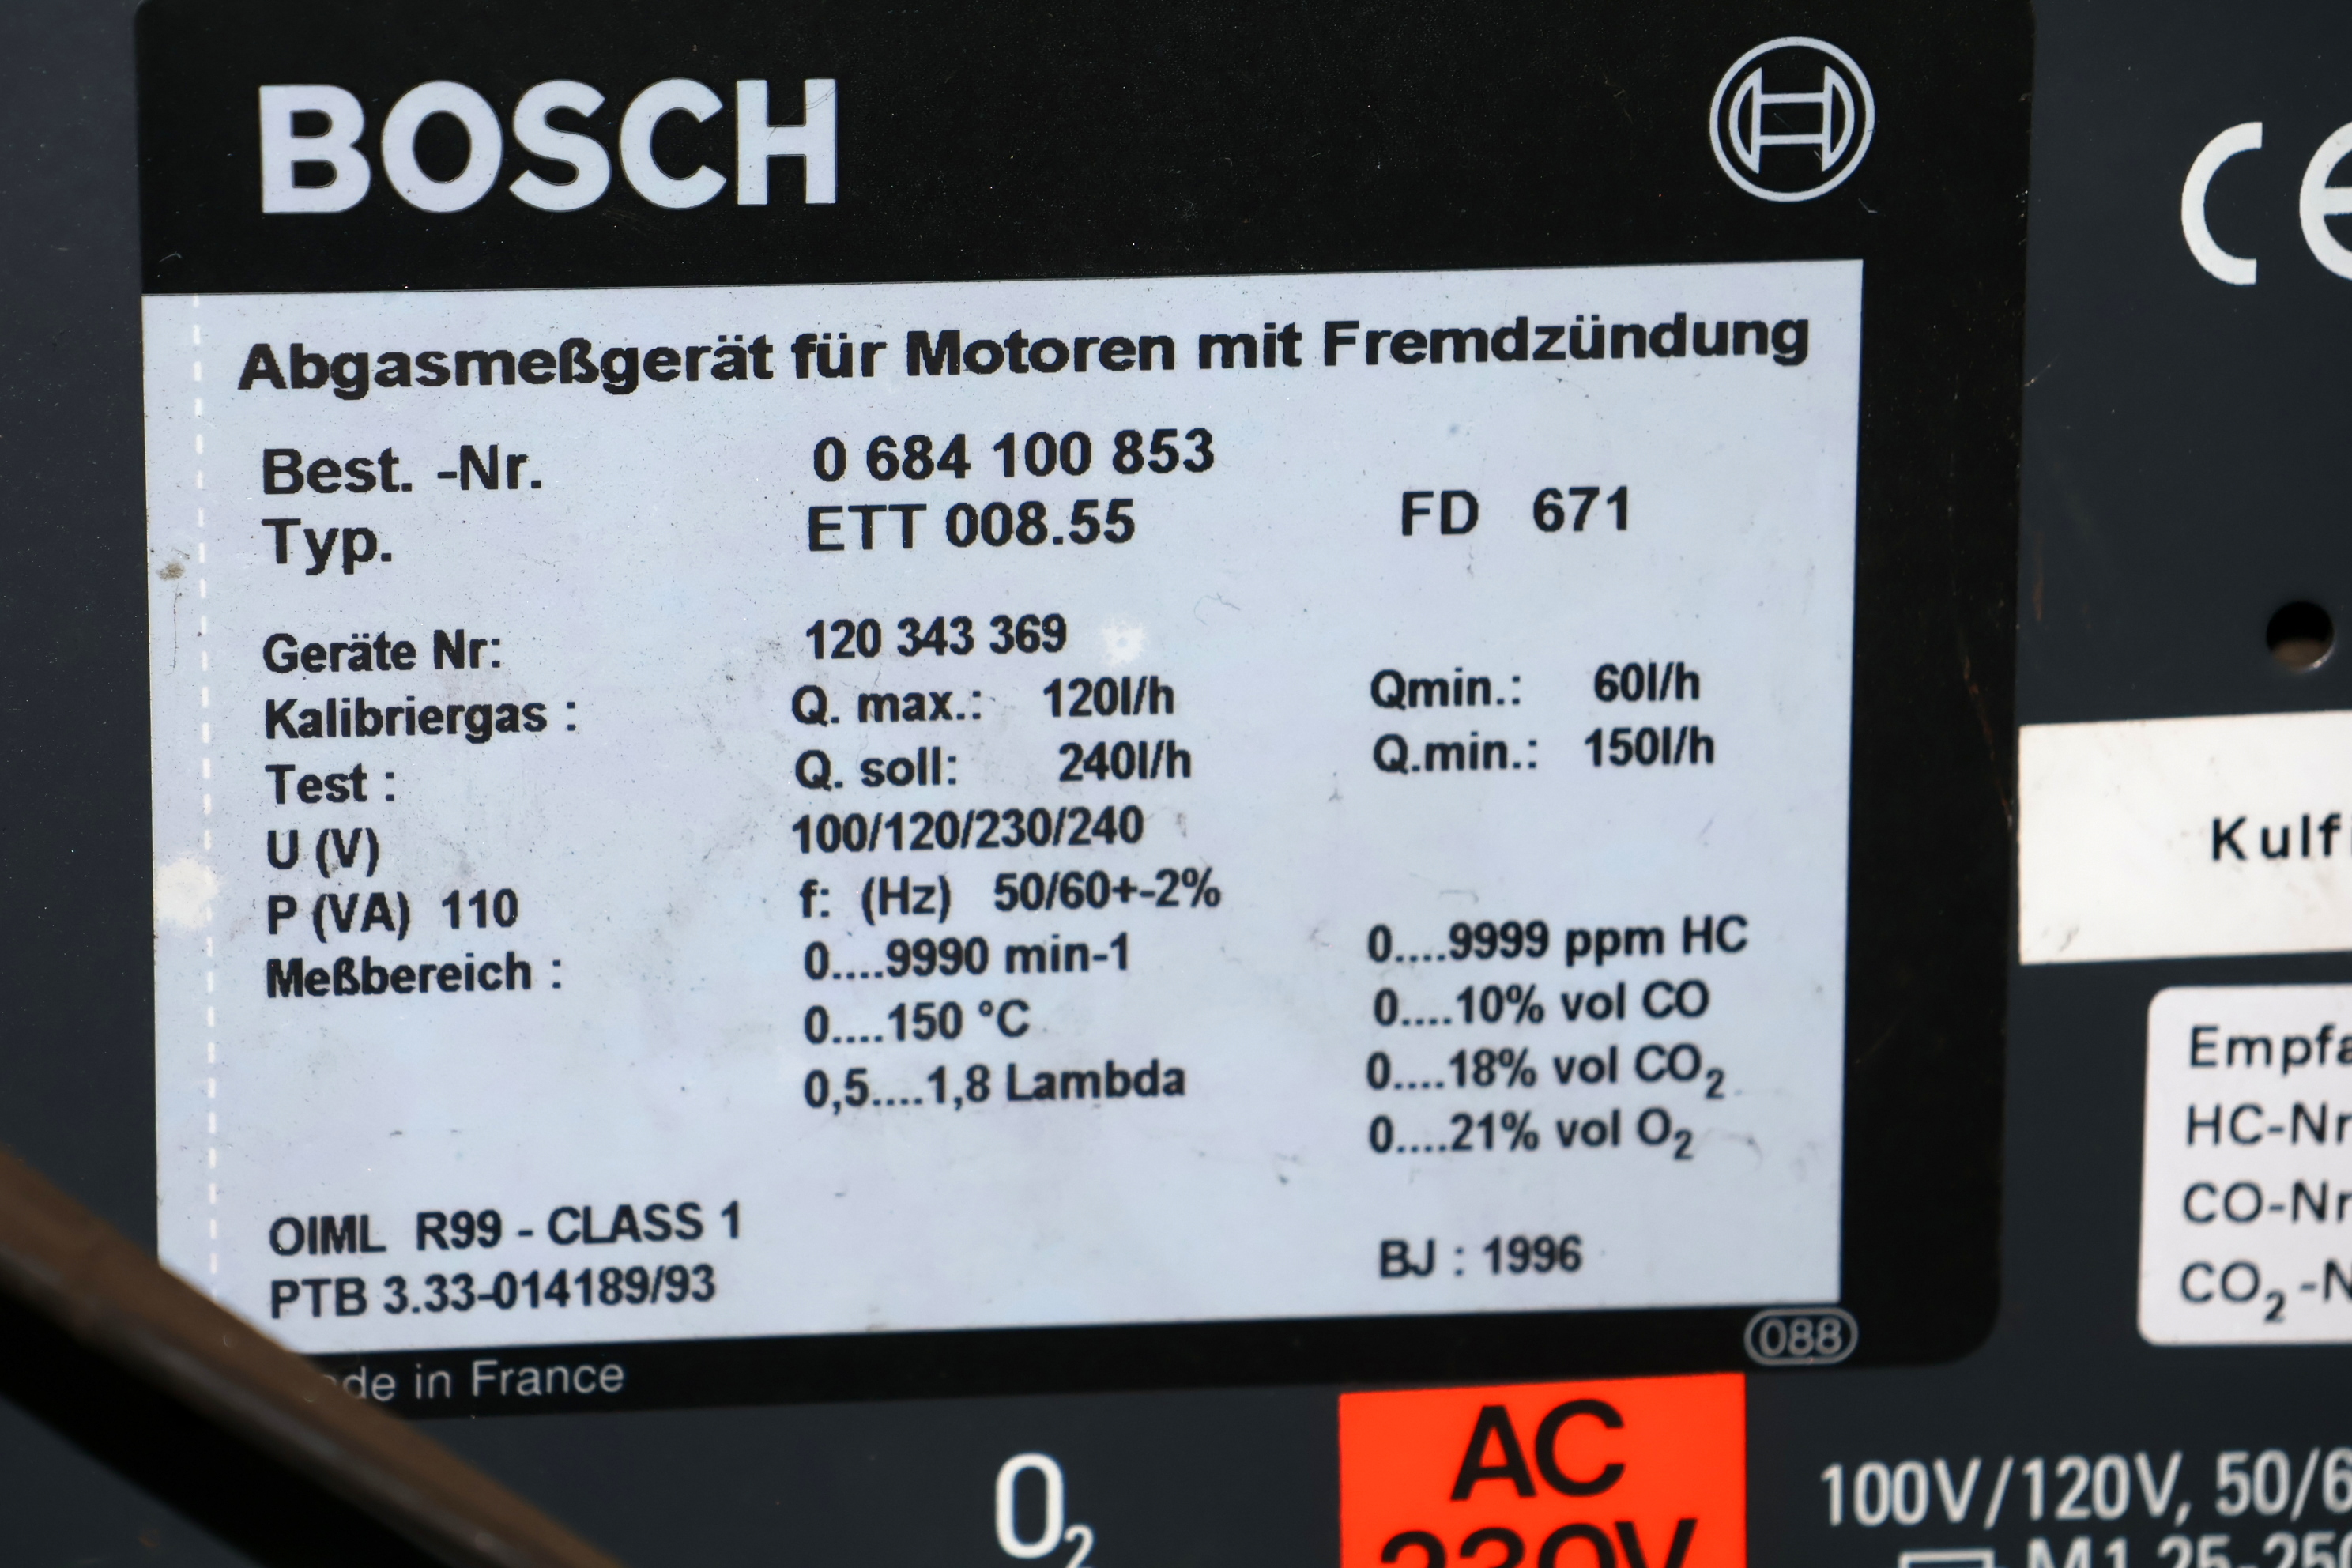 BOSCH
CE
Abgasmeßgerät für Motoren mit Fremdzündung
Best. -Nr. 0 684 100 853
Typ. ETT 008.55 FD 671
Geräte Nr: 120 343 369
Kalibriergas : Q. max.: 120l/h Qmin.: 60l/h
Test : Q. soll: 240l/h Q.min.: 150l/h
U (V) 100/120/230/240
P (VA) 110 f: (Hz) 50/60+-2%
Meßbereich : 0....9990 min-1 0....9999 ppm HC
0....150 °C 0....10% vol CO
0,5....1,8 Lambda 0....18% vol CO₂
0....21% vol O₂
OIML R99 - CLASS 1
PTB 3.33-014189/93 BJ : 1996
in France
088
HC-Nr
CO-Nr
CO₂-N
O₂
AC
230V
100V/120V, 50/6